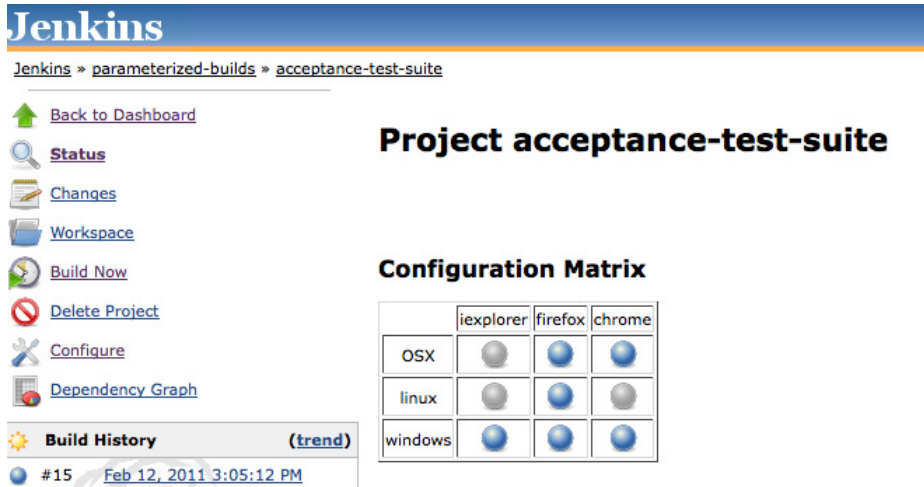 Jenkins
Jenkins » parameterized-builds » acceptance-test-suite
Back to Dashboard
Status
Changes
Workspace
Build Now
Delete Project
Configure
Dependency Graph
Build History (trend)
#15 Feb 12, 2011 3:05:12 PM
Project acceptance-test-suite
Configuration Matrix
iexplorer firefox chrome
OSX
linux
windows